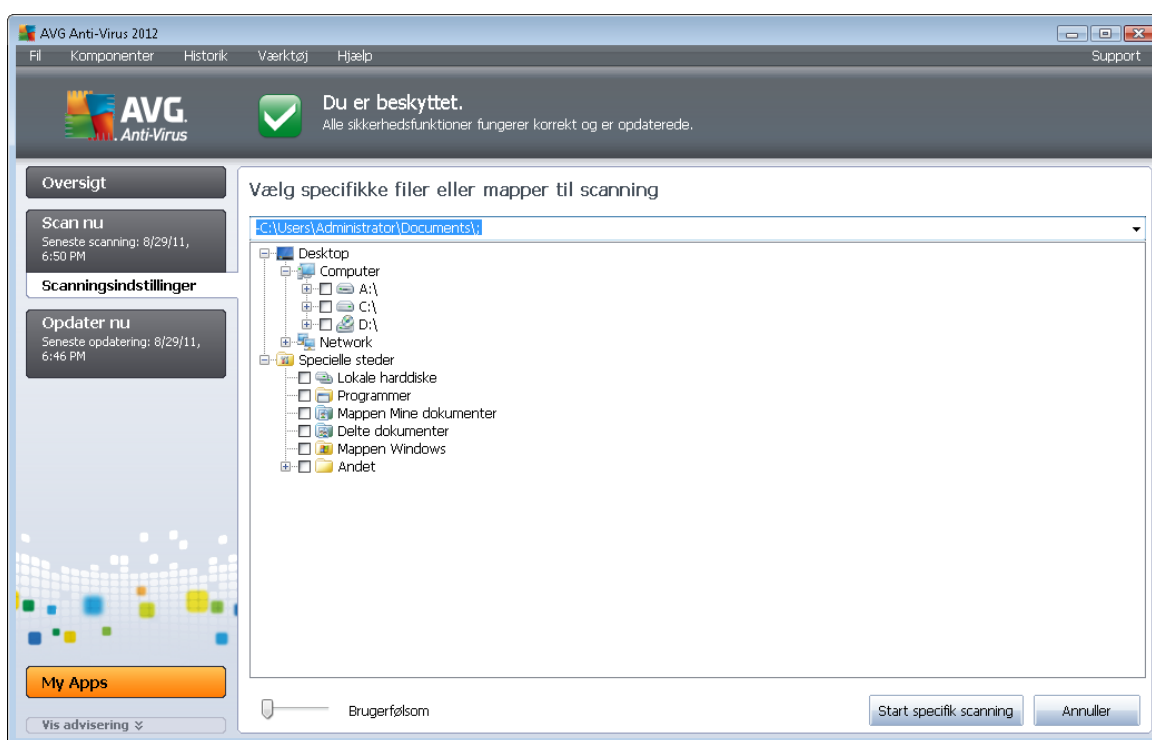 AVG Anti-Virus 2012
Fil Komponenter Historik Værktøj Hjælp Support
AVG.
Anti-Virus
Du er beskyttet.
Alle sikkerhedsfunktioner fungerer korrekt og er opdaterede.
Oversigt
Scan nu
Seneste scanning: 8/29/11,
6:50 PM
Scanningsindstillinger
Opdater nu
Seneste opdatering: 8/29/11,
6:46 PM
My Apps
Vis advisering
Vælg specifikke filer eller mapper til scanning
-C:\Users\Administrator\Documents\;
Desktop
Computer
A:\
C:\
D:\
Network
Specielle steder
Lokale harddiske
Programmer
Mappen Mine dokumenter
Delte dokumenter
Mappen Windows
Andet
Brugerfølsom
Start specifik scanning
Annuller